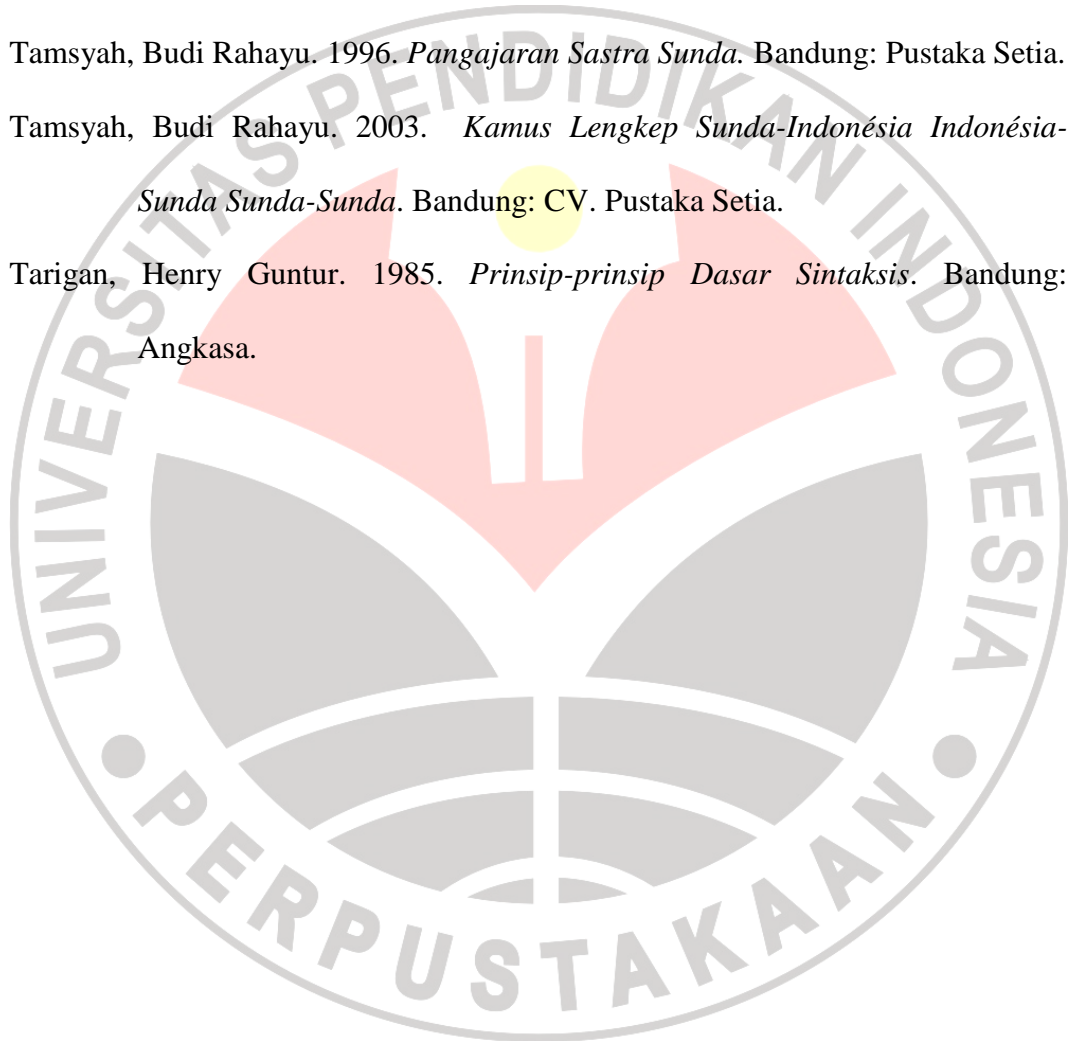 Tamsyah, Budi Rahayu. 1996. Pangajaran Sastra Sunda. Bandung: Pustaka Setia.
Tamsyah, Budi Rahayu. 2003. Kamus Lengkep Sunda-Indonésia Indonésia-
Sunda Sunda-Sunda. Bandung: CV. Pustaka Setia.
Tarigan, Henry Guntur. 1985. Prinsip-prinsip Dasar Sintaksis. Bandung:
Angkasa.
UNIVERSITAS PENDIDIKAN INDONESIA
PERPUSTAKAAN